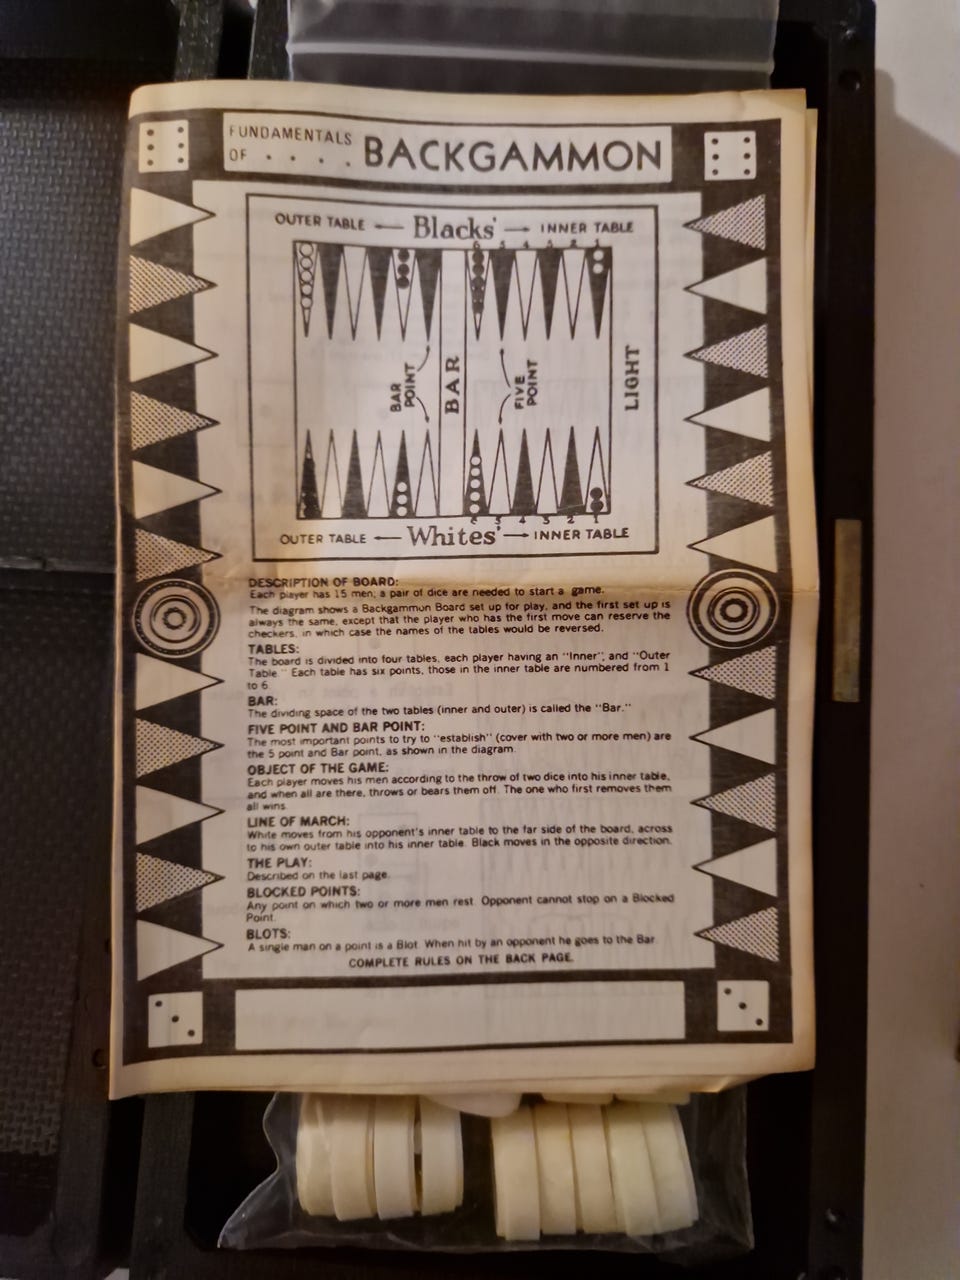 FUNDAMENTALS
OF . . . . BACKGAMMON
OUTER TABLE ← Blacks' → INNER TABLE
6 5 4 3 2 1
BAR POINT
BAR
FIVE POINT
LIGHT
6 5 4 3 2 1
OUTER TABLE ← Whites' → INNER TABLE
DESCRIPTION OF BOARD:
Each player has 15 men; a pair of dice are needed to start a game.
The diagram shows a Backgammon Board set up for play, and the first set up is
always the same, except that the player who has the first move can reserve the
checkers, in which case the names of the tables would be reversed.
TABLES:
The board is divided into four tables, each player having an "Inner", and "Outer
Table." Each table has six points, those in the inner table are numbered from 1
to 6.
BAR:
The dividing space of the two tables (inner and outer) is called the "Bar."
FIVE POINT AND BAR POINT:
The most important points to try to "establish" (cover with two or more men) are
the 5 point and Bar point, as shown in the diagram.
OBJECT OF THE GAME:
Each player moves his men according to the throw of two dice into his inner table,
and when all are there, throws or bears them off. The one who first removes them
all wins.
LINE OF MARCH:
White moves from his opponent's inner table to the far side of the board, across
to his own outer table into his inner table. Black moves in the opposite direction.
THE PLAY:
Described on the last page.
BLOCKED POINTS:
Any point on which two or more men rest. Opponent cannot stop on a Blocked
Point.
BLOTS:
A single man on a point is a Blot. When hit by an opponent he goes to the Bar.
COMPLETE RULES ON THE BACK PAGE.